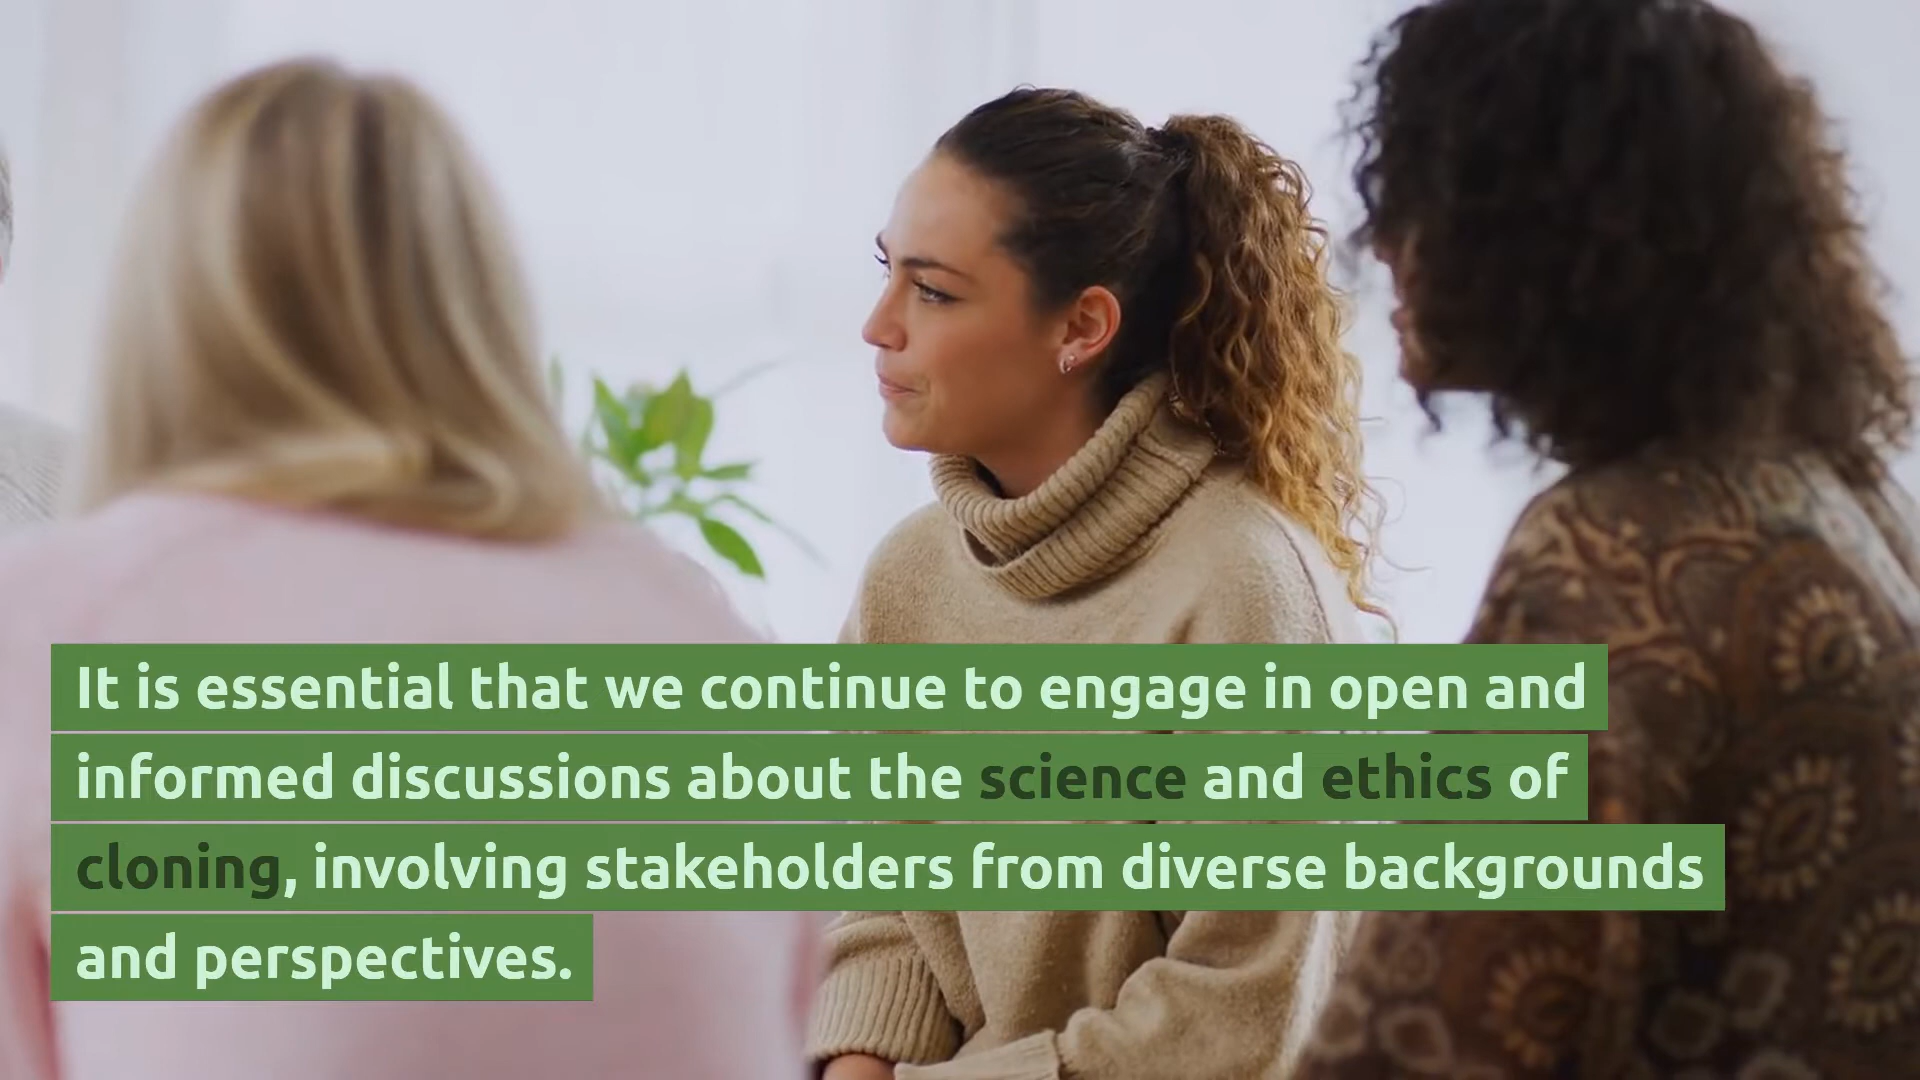 It is essential that we continue to engage in open and
informed discussions about the science and ethics of
cloning, involving stakeholders from diverse backgrounds
and perspectives.